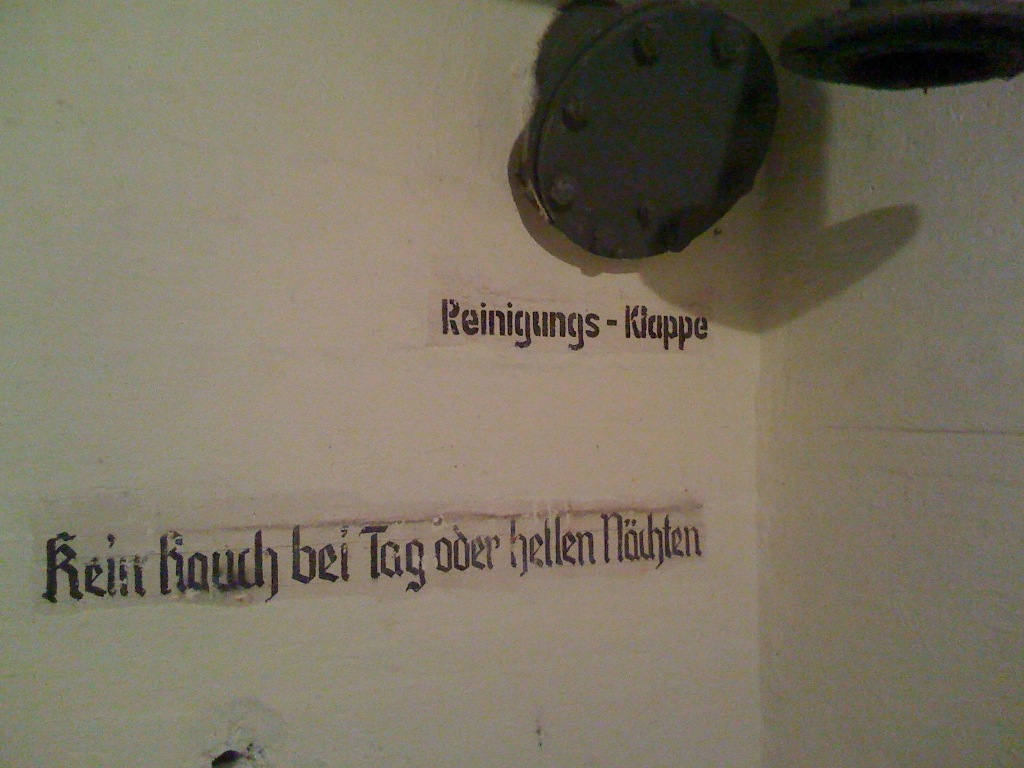 Reinigungs - Klappe
Kein Rauch bei Tag oder hellen Nächten